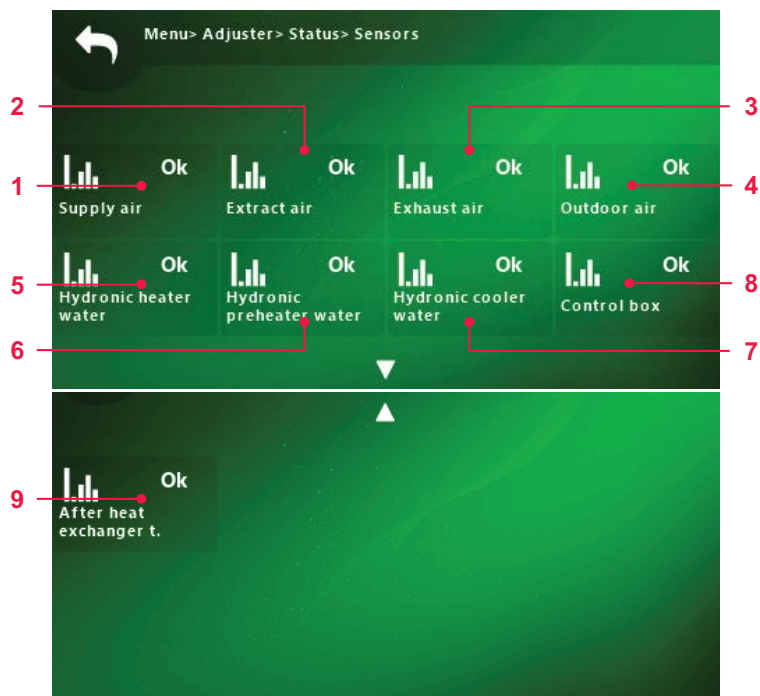 Menu> Adjuster> Status> Sensors
2
3
1
Ok
Supply air
Ok
Extract air
Ok
Exhaust air
Ok
Outdoor air
4
5
Ok
Hydronic heater
water
Ok
Hydronic
preheater water
Ok
Hydronic cooler
water
Ok
Control box
8
6
7
9
Ok
After heat
exchanger t.